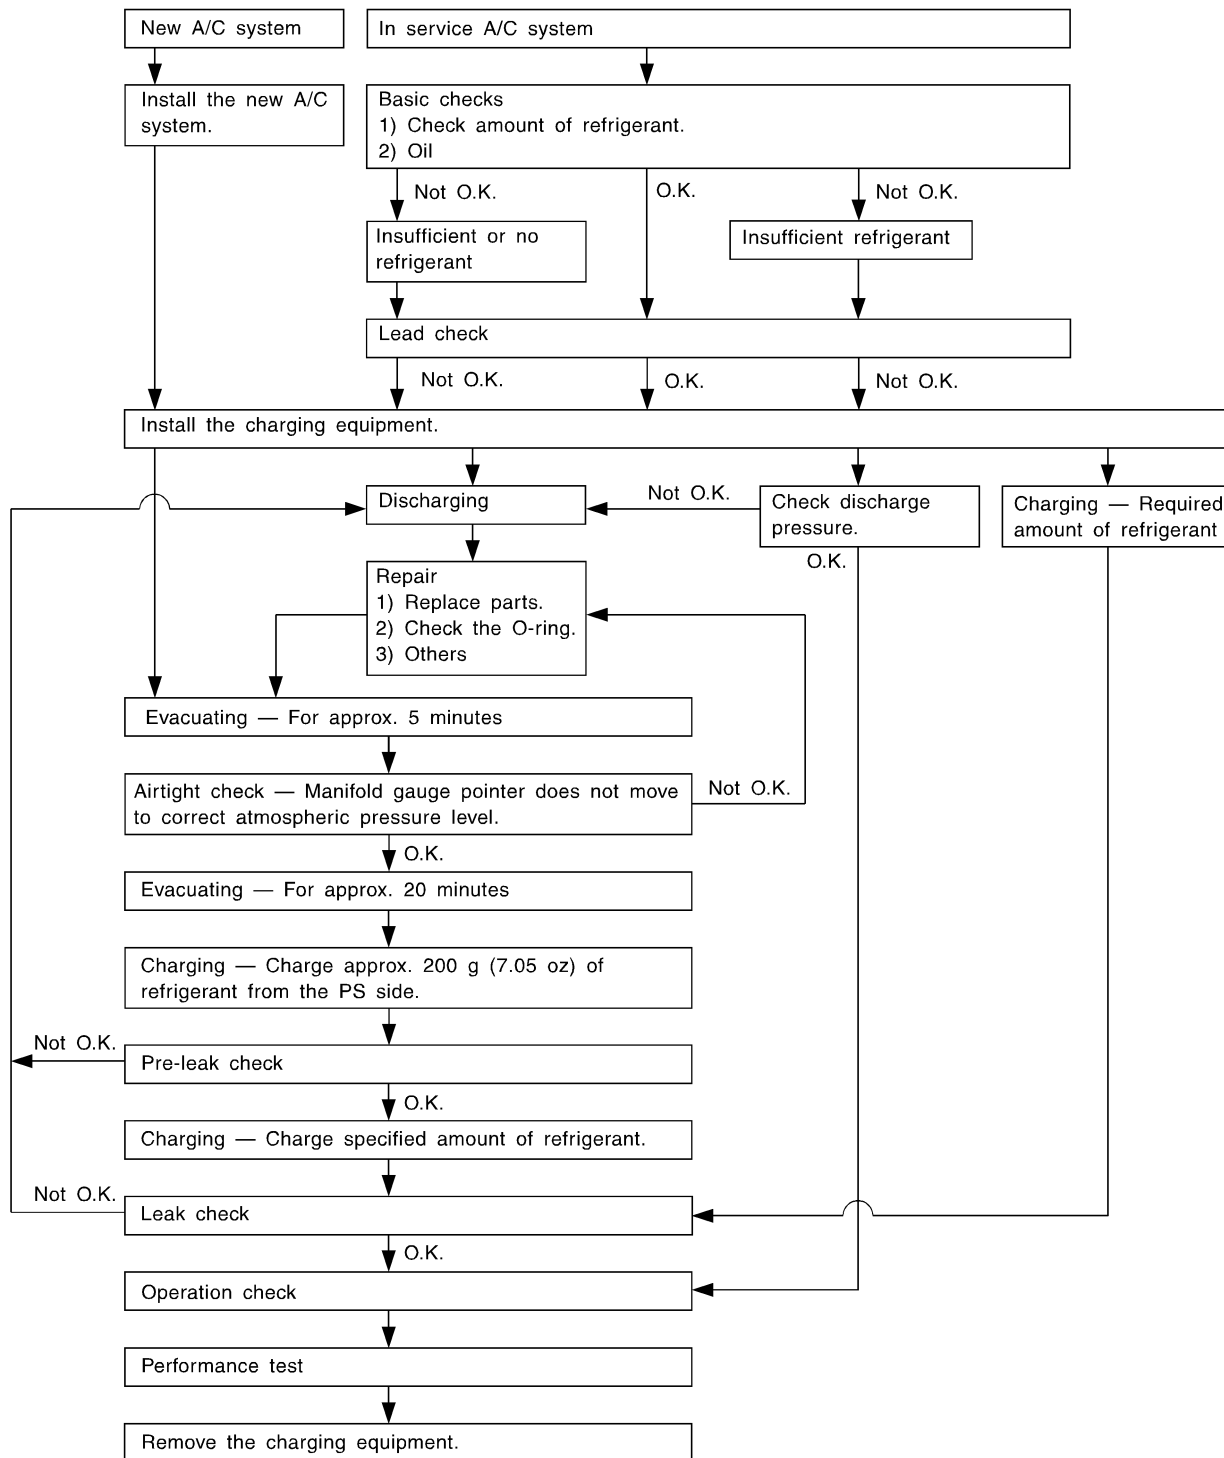 New A/C system
In service A/C system
Install the new A/C
system.
Basic checks
1) Check amount of refrigerant.
2) Oil
Not O.K.
O.K.
Not O.K.
Insufficient or no
refrigerant
Insufficient refrigerant
Lead check
Not O.K.
O.K.
Not O.K.
Install the charging equipment.
Discharging
Not O.K.
Check discharge
pressure.
Charging — Required
amount of refrigerant
O.K.
Repair
1) Replace parts.
2) Check the O-ring.
3) Others
Evacuating — For approx. 5 minutes
Airtight check — Manifold gauge pointer does not move
to correct atmospheric pressure level.
Not O.K.
O.K.
Evacuating — For approx. 20 minutes
Charging — Charge approx. 200 g (7.05 oz) of
refrigerant from the PS side.
Not O.K.
Pre-leak check
O.K.
Charging — Charge specified amount of refrigerant.
Not O.K.
Leak check
O.K.
Operation check
Performance test
Remove the charging equipment.